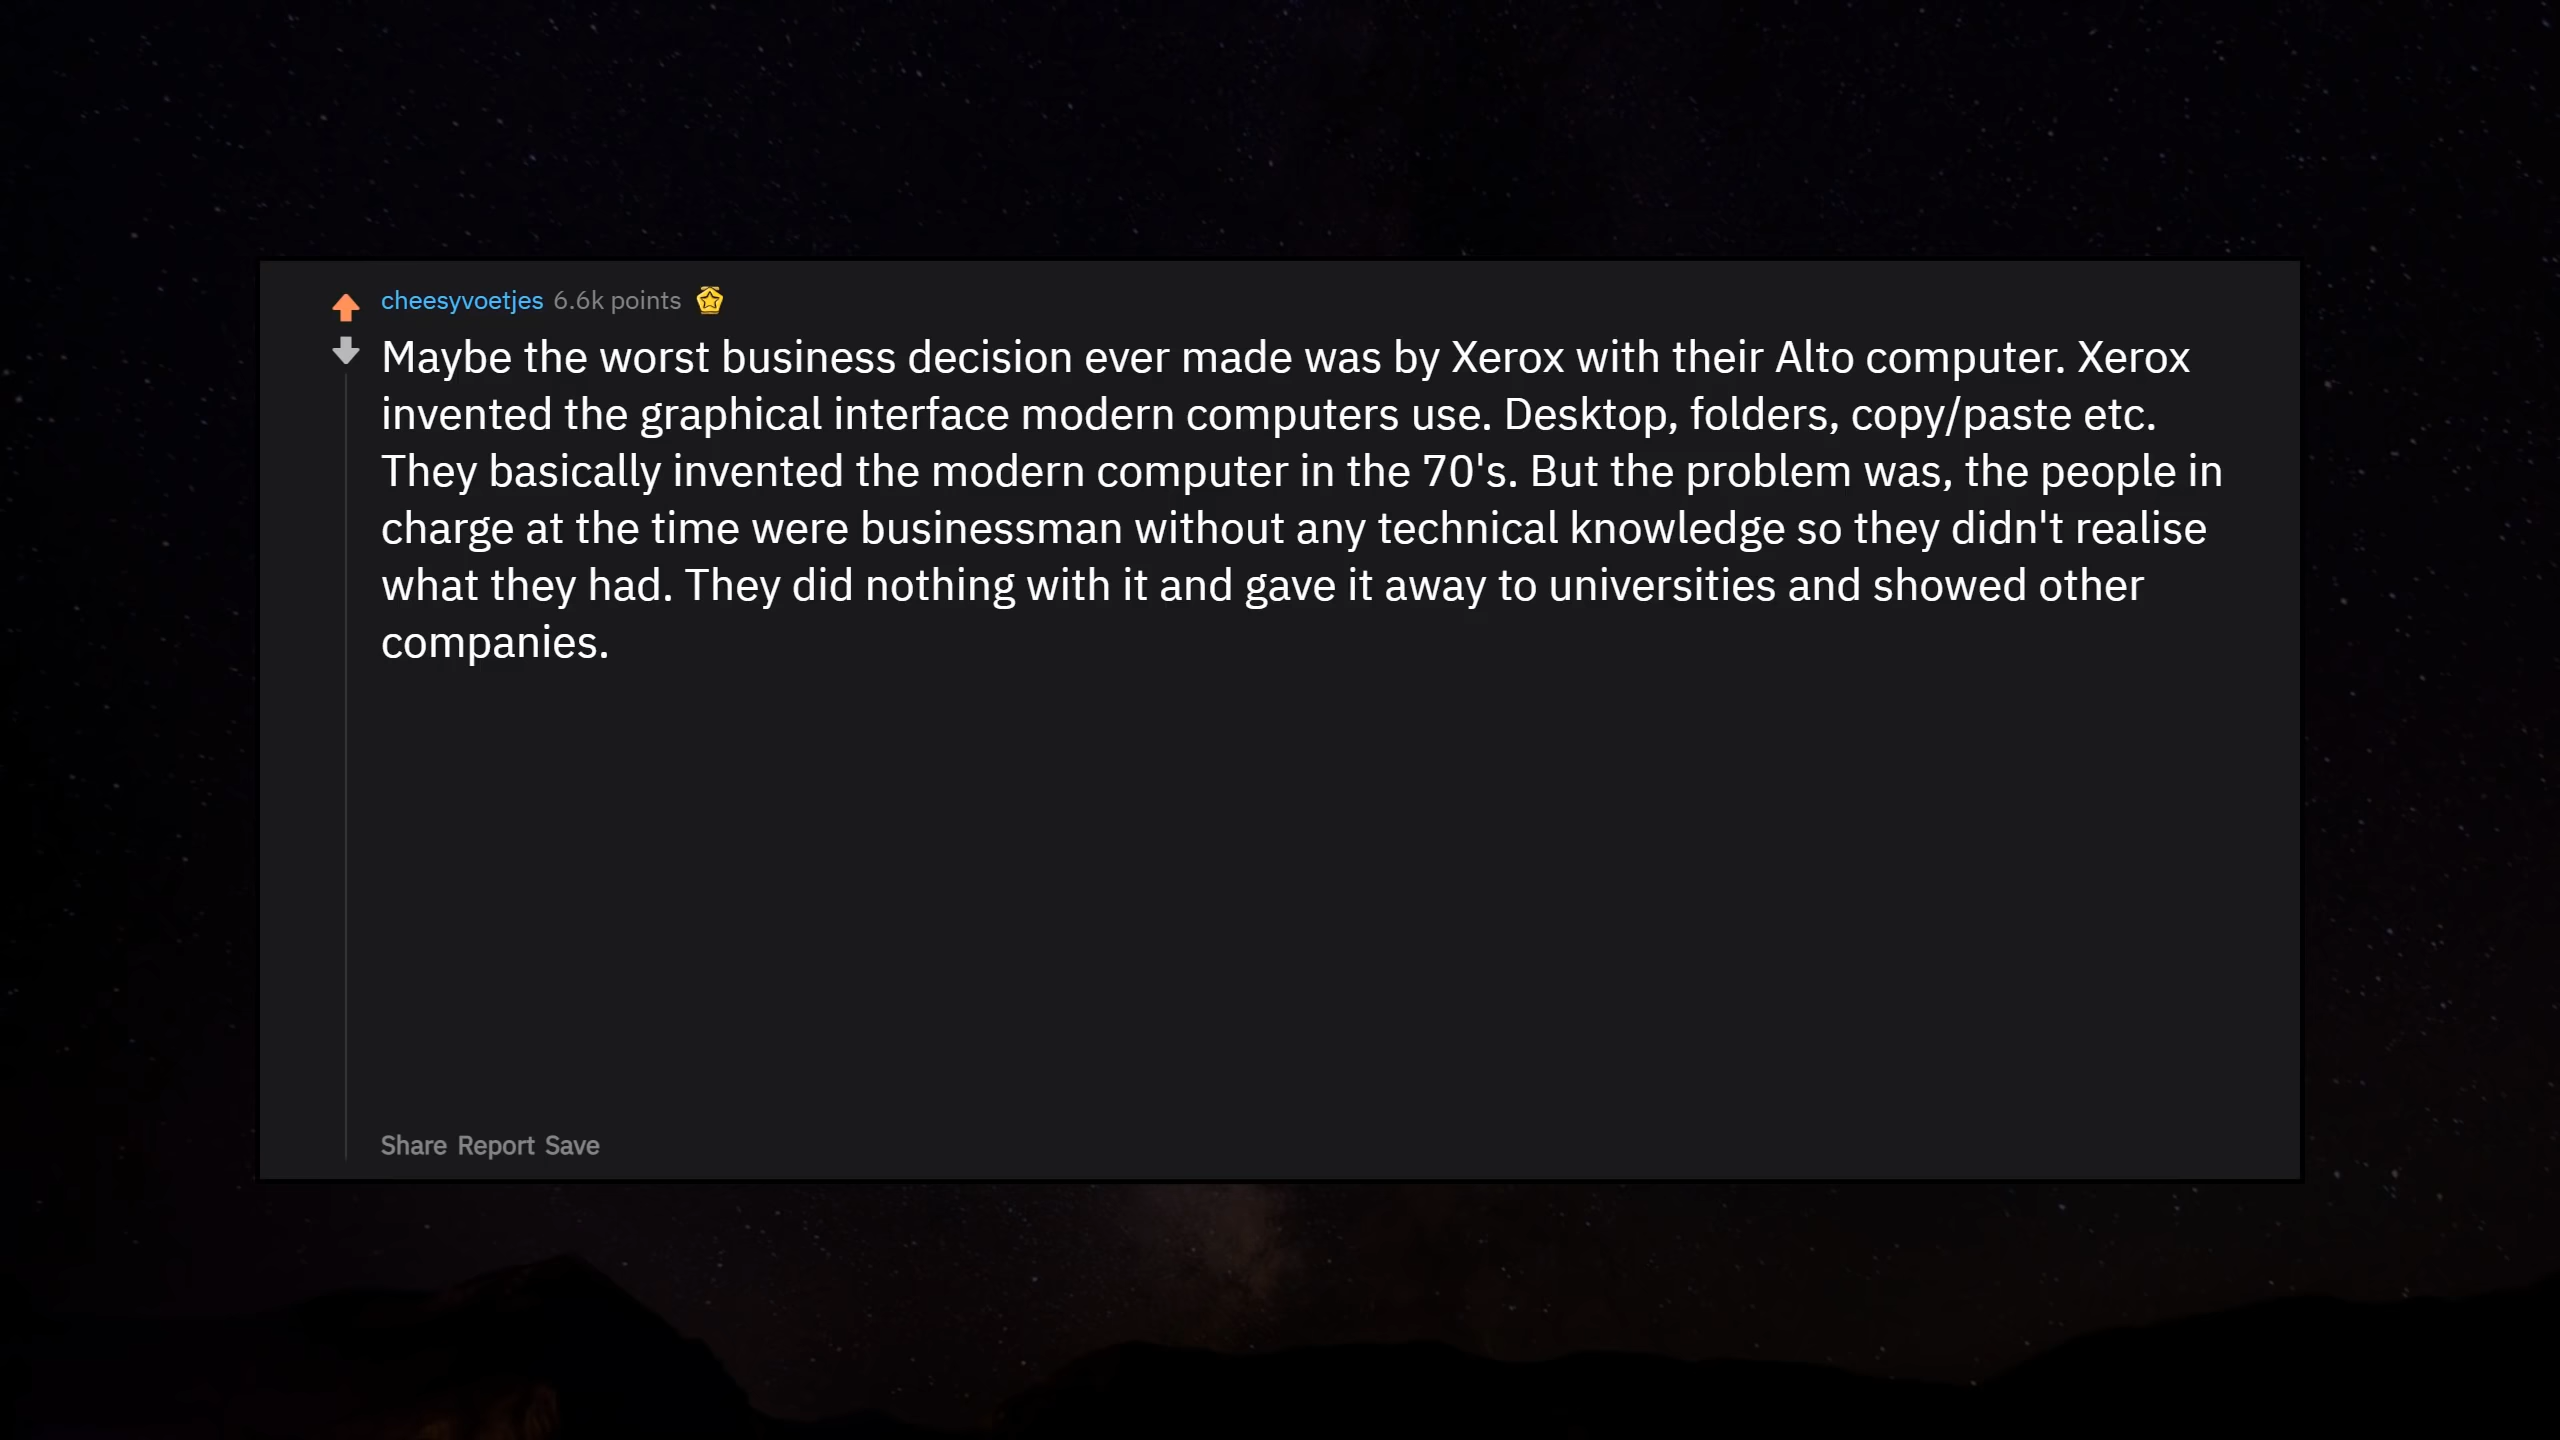 cheesyvoetjes 6.6k points
Maybe the worst business decision ever made was by Xerox with their Alto computer. Xerox
invented the graphical interface modern computers use. Desktop, folders, copy/paste etc.
They basically invented the modern computer in the 70's. But the problem was, the people in
charge at the time were businessman without any technical knowledge so they didn't realise
what they had. They did nothing with it and gave it away to universities and showed other
companies.
Share Report Save